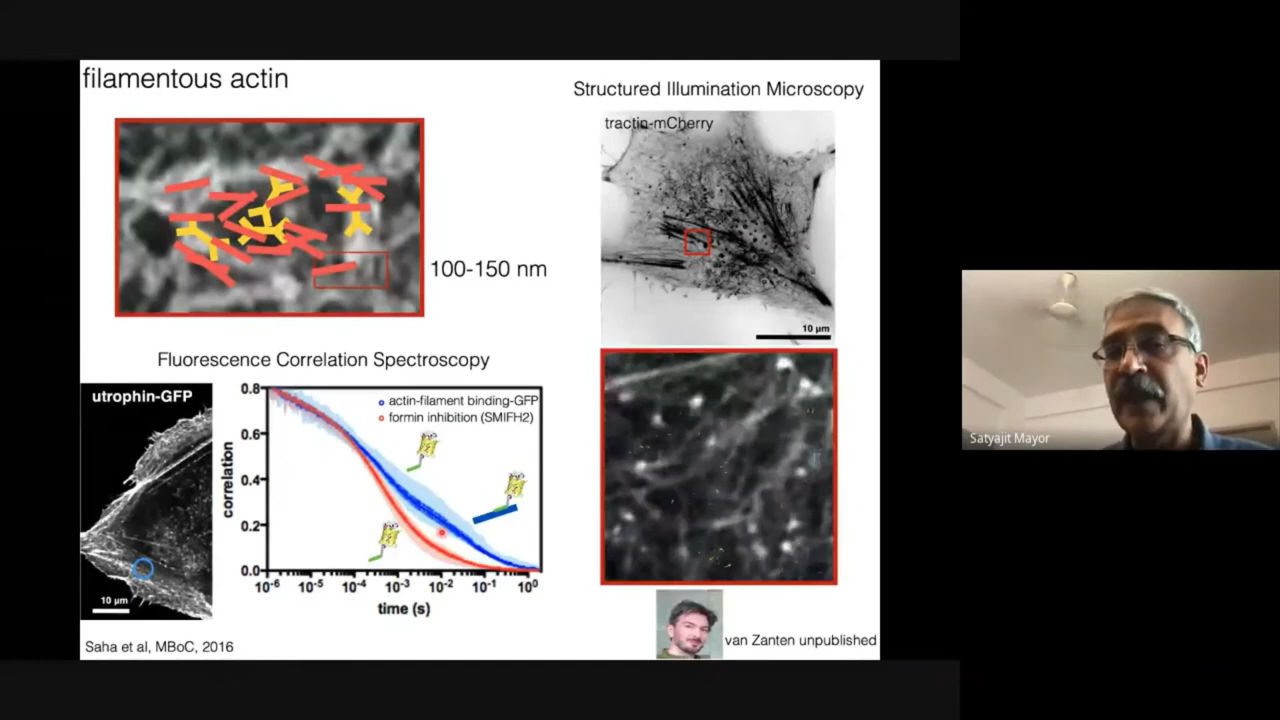 filamentous actin
100-150 nm
Structured Illumination Microscopy
tractin-mCherry
10 µm
Fluorescence Correlation Spectroscopy
utrophin-GFP
10 µm
correlation
0.8
0.6
0.4
0.2
0.0
actin-filament binding-GFP
formin inhibition (SMIFH2)
10⁻⁶ 10⁻⁵ 10⁻⁴ 10⁻³ 10⁻² 10⁻¹ 10⁰
time (s)
Saha et al, MBoC, 2016
van Zanten unpublished
Satyajit Mayor